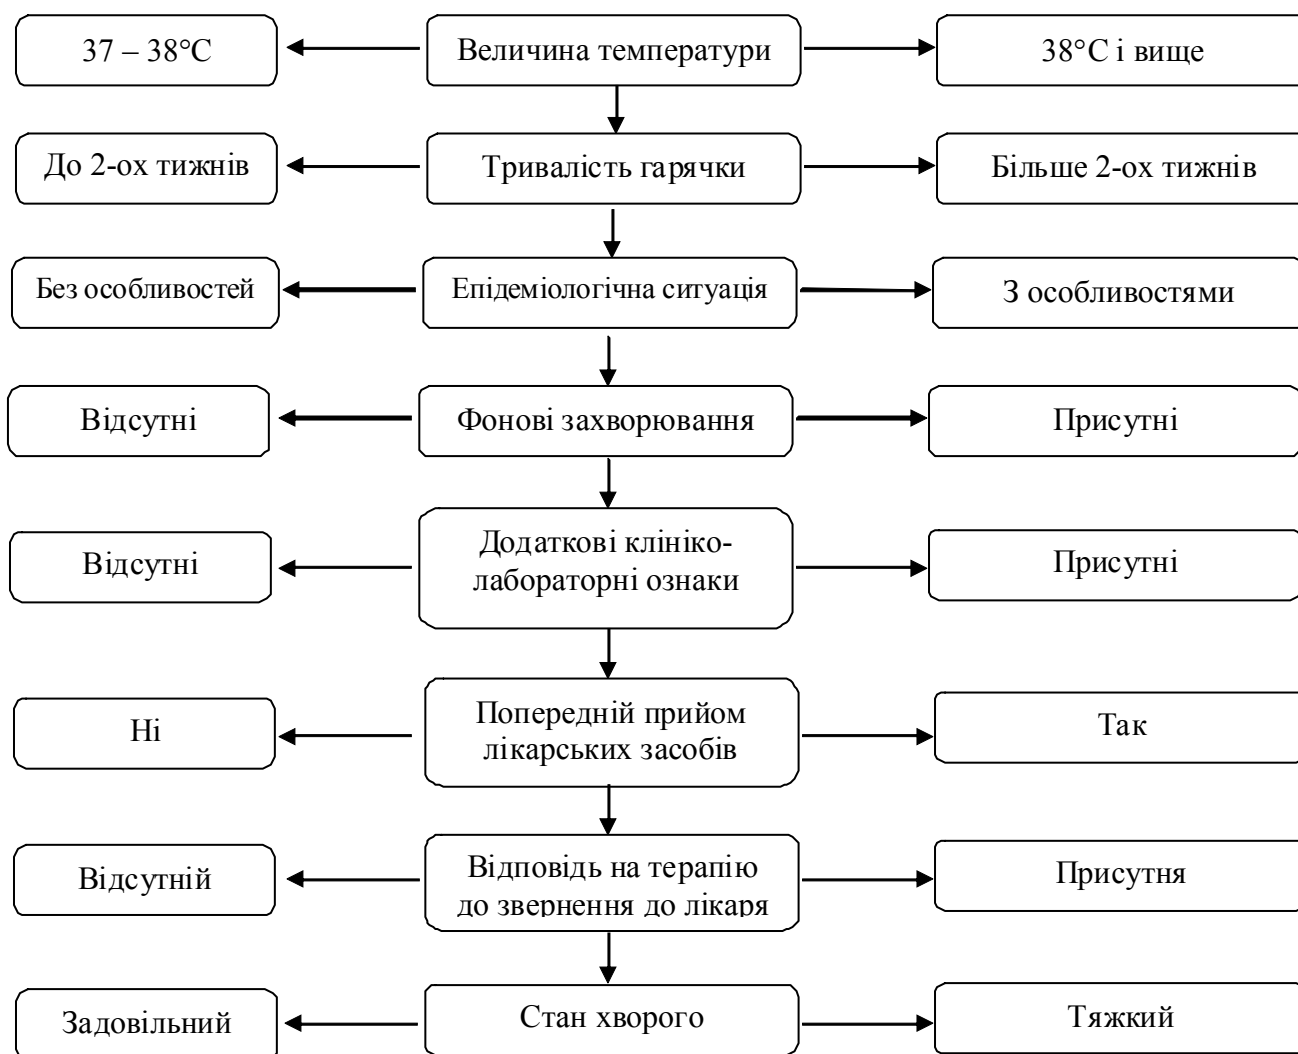 37 – 38°C
Величина температури
38°C і вище
До 2-ох тижнів
Тривалість гарячки
Більше 2-ох тижнів
Без особливостей
Епідеміологічна ситуація
З особливостями
Відсутні
Фонові захворювання
Присутні
Відсутні
Додаткові клініко-
лабораторні ознаки
Присутні
Ні
Попередній прийом
лікарських засобів
Так
Відсутній
Відповідь на терапію
до звернення до лікаря
Присутня
Задовільний
Стан хворого
Тяжкий